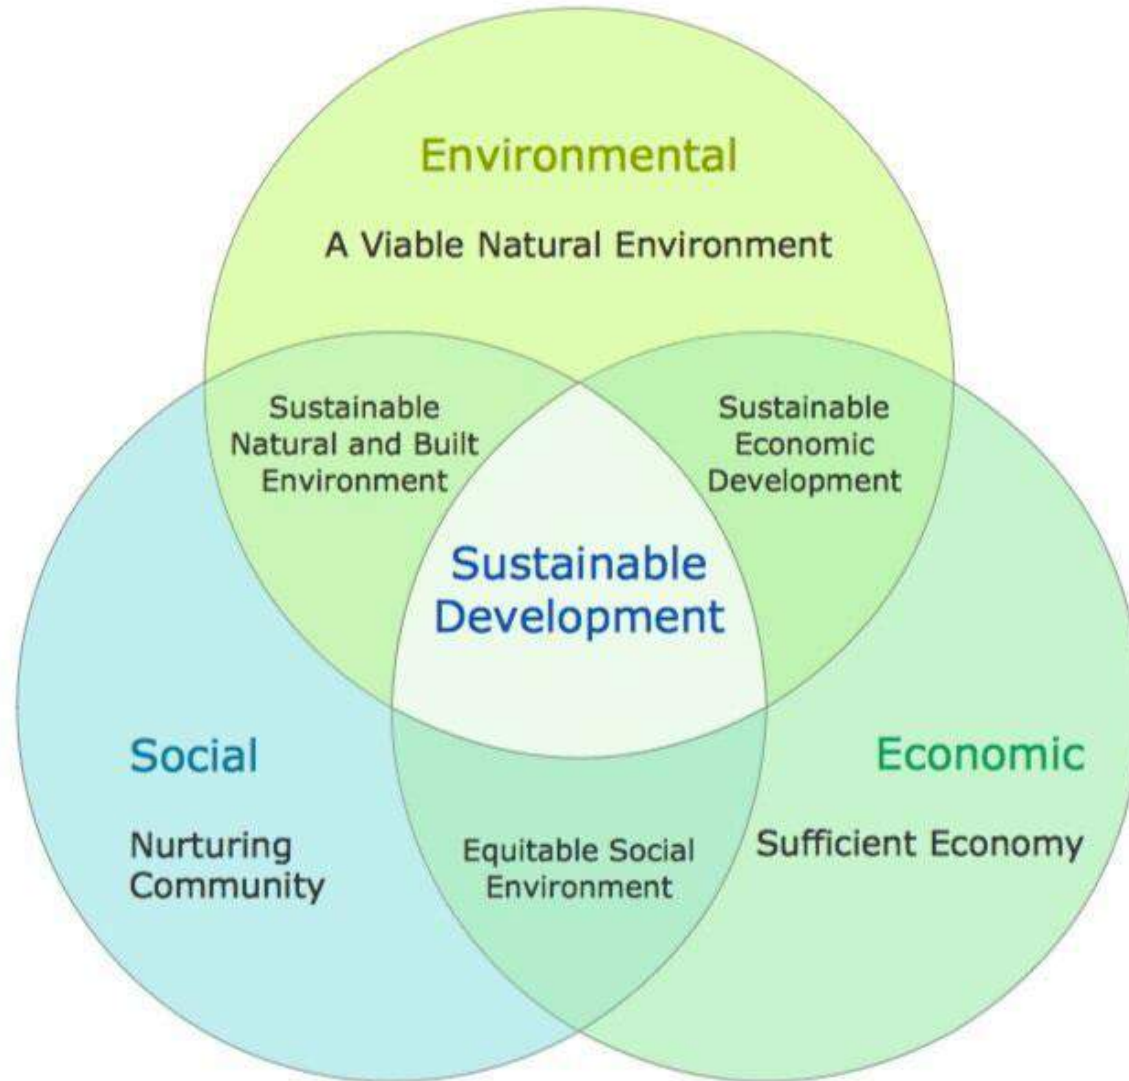 Environmental
A Viable Natural Environment
Sustainable
Natural and Built
Environment
Sustainable
Economic
Development
Sustainable
Development
Social
Nurturing
Community
Equitable Social
Environment
Economic
Sufficient Economy